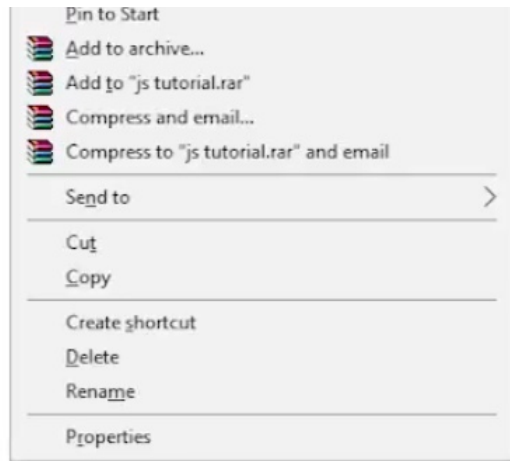 Pin to Start
Add to archive...
Add to "js tutorial.rar"
Compress and email...
Compress to "js tutorial.rar" and email
Send to
Cut
Copy
Create shortcut
Delete
Rename
Properties